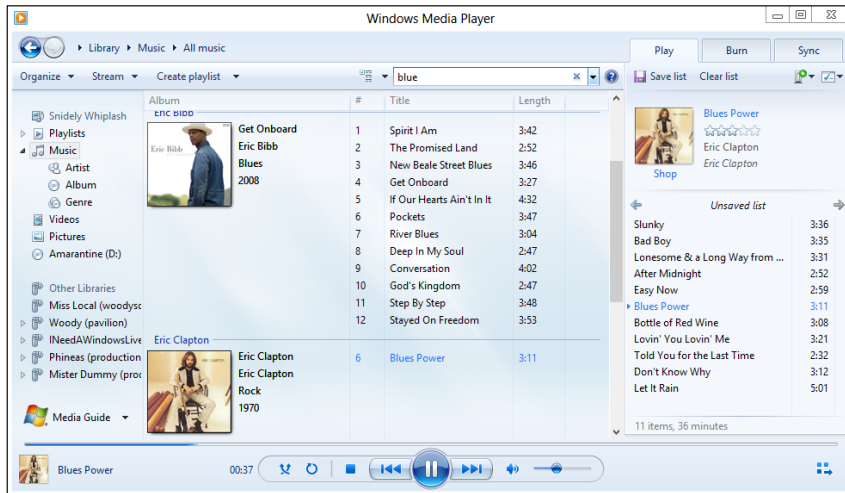 Windows Media Player
Library Music All music
Play Burn Sync
Organize Stream Create playlist
blue
Save list Clear list
Snidely Whiplash
Playlists
Music
Artist
Album
Genre
Videos
Pictures
Amarantine (D:)
Other Libraries
Miss Local (woodysc
Woody (pavilion)
INeedAWindowsLive
Phineas (production
Mister Dummy (proc
Media Guide
Album # Title Length
Eric Bibb
Eric Bibb
Get Onboard
Eric Bibb
Blues
2008
1 Spirit I Am 3:42
2 The Promised Land 2:52
3 New Beale Street Blues 3:46
4 Get Onboard 3:27
5 If Our Hearts Ain't In It 4:32
6 Pockets 3:47
7 River Blues 3:04
8 Deep In My Soul 2:47
9 Conversation 4:02
10 God's Kingdom 2:47
11 Step By Step 3:48
12 Stayed On Freedom 3:53
Eric Clapton
Eric Clapton
Eric Clapton
Rock
1970
6 Blues Power 3:11
Blues Power
Eric Clapton
Eric Clapton
Shop
Unsaved list
Slunky 3:36
Bad Boy 3:35
Lonesome & a Long Way from ... 3:31
After Midnight 2:52
Easy Now 2:59
Blues Power 3:11
Bottle of Red Wine 3:08
Lovin' You Lovin' Me 3:21
Told You for the Last Time 2:32
Don't Know Why 3:12
Let It Rain 5:01
11 items, 36 minutes
Blues Power 00:37